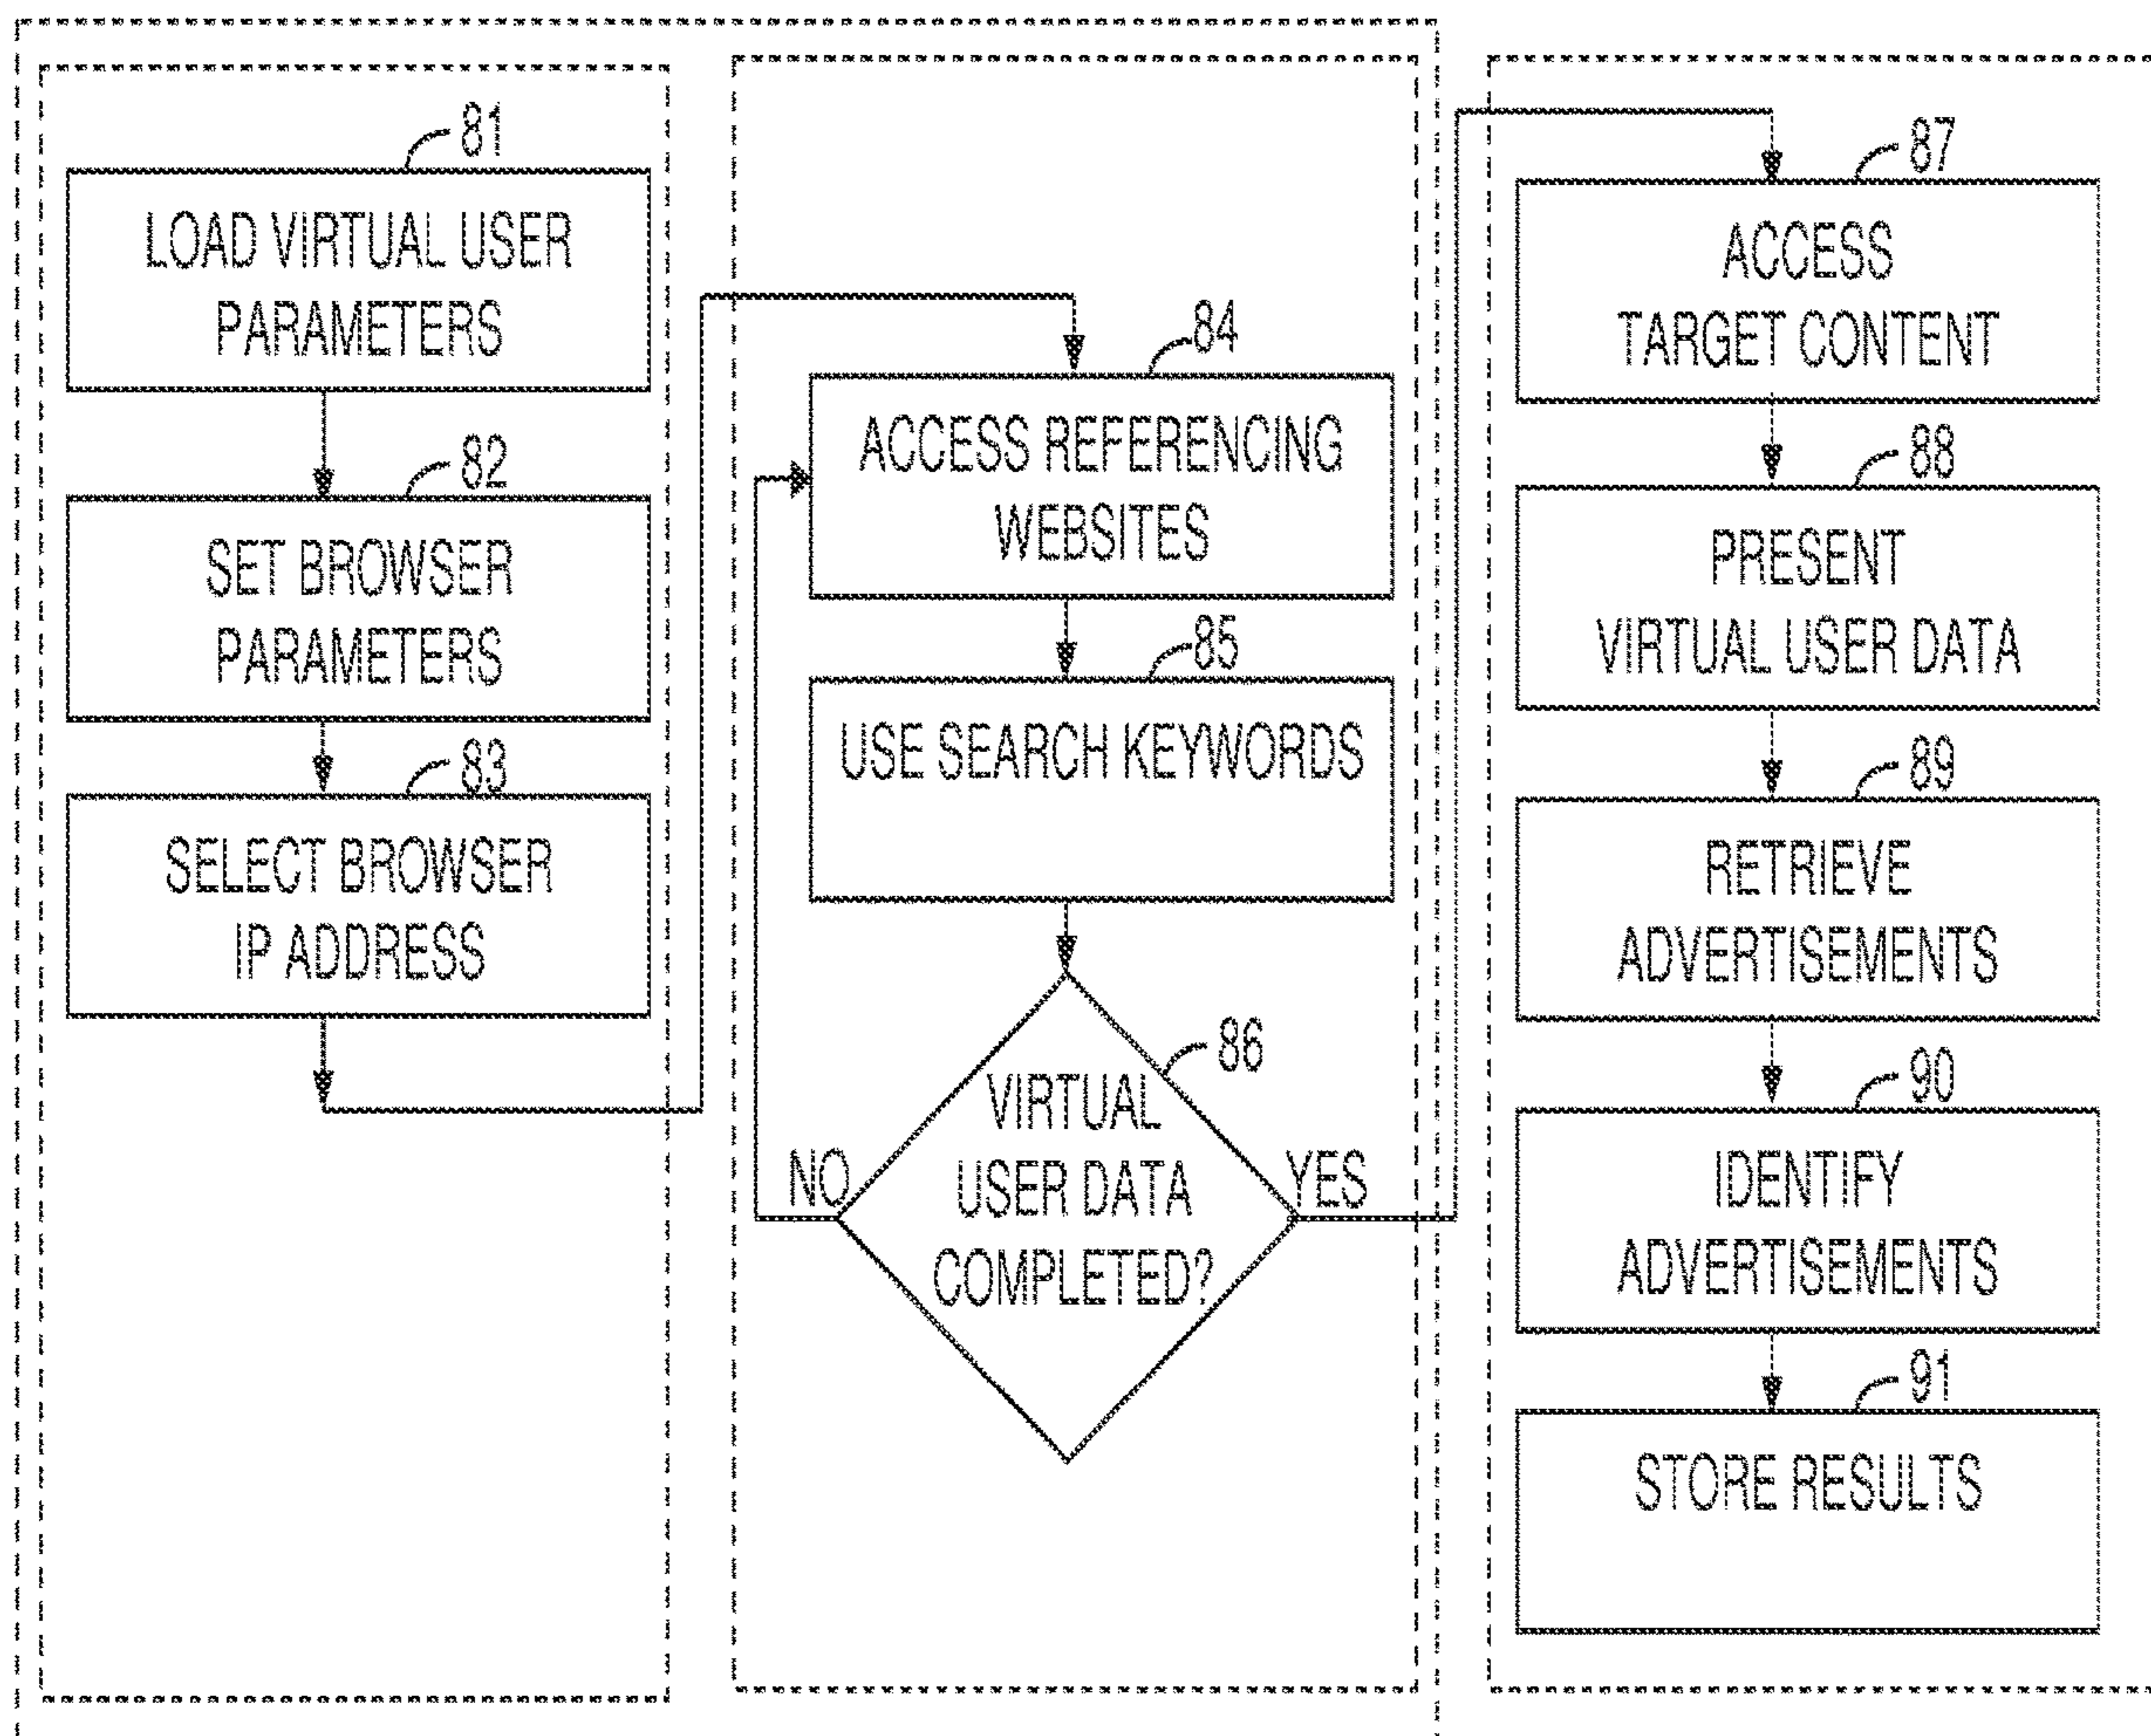 81
LOAD VIRTUAL USER
PARAMETERS
82
SET BROWSER
PARAMETERS
83
SELECT BROWSER
IP ADDRESS
84
ACCESS REFERENCING
WEBSITES
85
USE SEARCH KEYWORDS
86
VIRTUAL
USER DATA
COMPLETED?
NO
YES
87
ACCESS
TARGET CONTENT
88
PRESENT
VIRTUAL USER DATA
89
RETRIEVE
ADVERTISEMENTS
90
IDENTIFY
ADVERTISEMENTS
91
STORE RESULTS